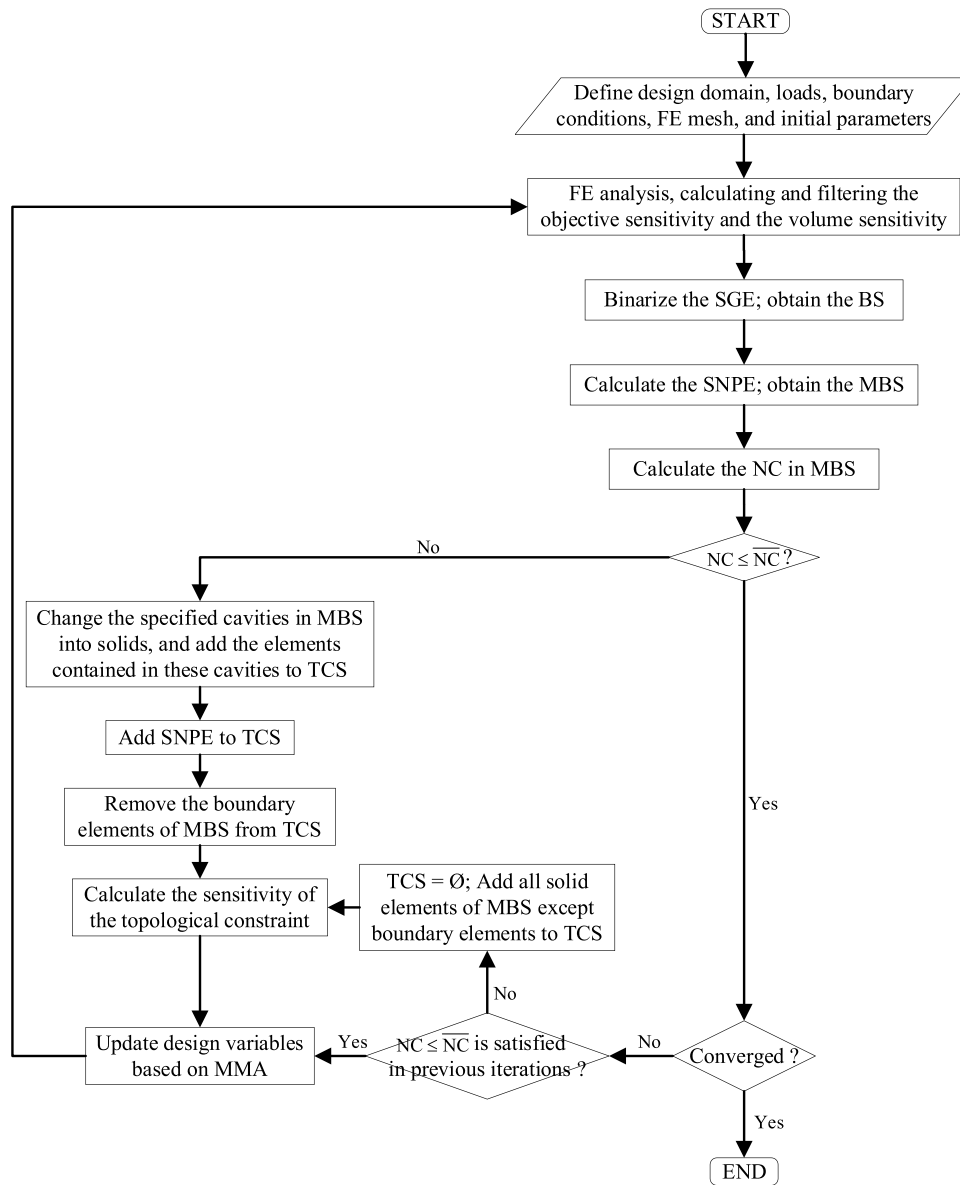 START
Define design domain, loads, boundary
conditions, FE mesh, and initial parameters
FE analysis, calculating and filtering the
objective sensitivity and the volume sensitivity
Binarize the SGE; obtain the BS
Calculate the SNPE; obtain the MBS
Calculate the NC in MBS
No
NC ≤ N̅C̅ ?
Change the specified cavities in MBS
into solids, and add the elements
contained in these cavities to TCS
Add SNPE to TCS
Remove the boundary
elements of MBS from TCS
Yes
Calculate the sensitivity of
the topological constraint
TCS = Ø; Add all solid
elements of MBS except
boundary elements to TCS
No
Update design variables
based on MMA
Yes
NC ≤ N̅C̅ is satisfied
in previous iterations ?
No
Converged ?
Yes
END